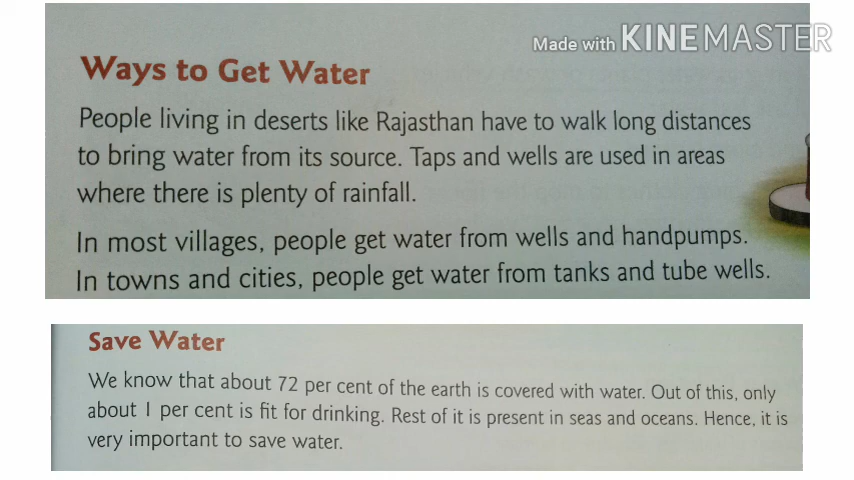 Made with KINEMASTER
Ways to Get Water
People living in deserts like Rajasthan have to walk long distances
to bring water from its source. Taps and wells are used in areas
where there is plenty of rainfall.
In most villages, people get water from wells and handpumps.
In towns and cities, people get water from tanks and tube wells.
Save Water
We know that about 72 per cent of the earth is covered with water. Out of this, only
about 1 per cent is fit for drinking. Rest of it is present in seas and oceans. Hence, it is
very important to save water.